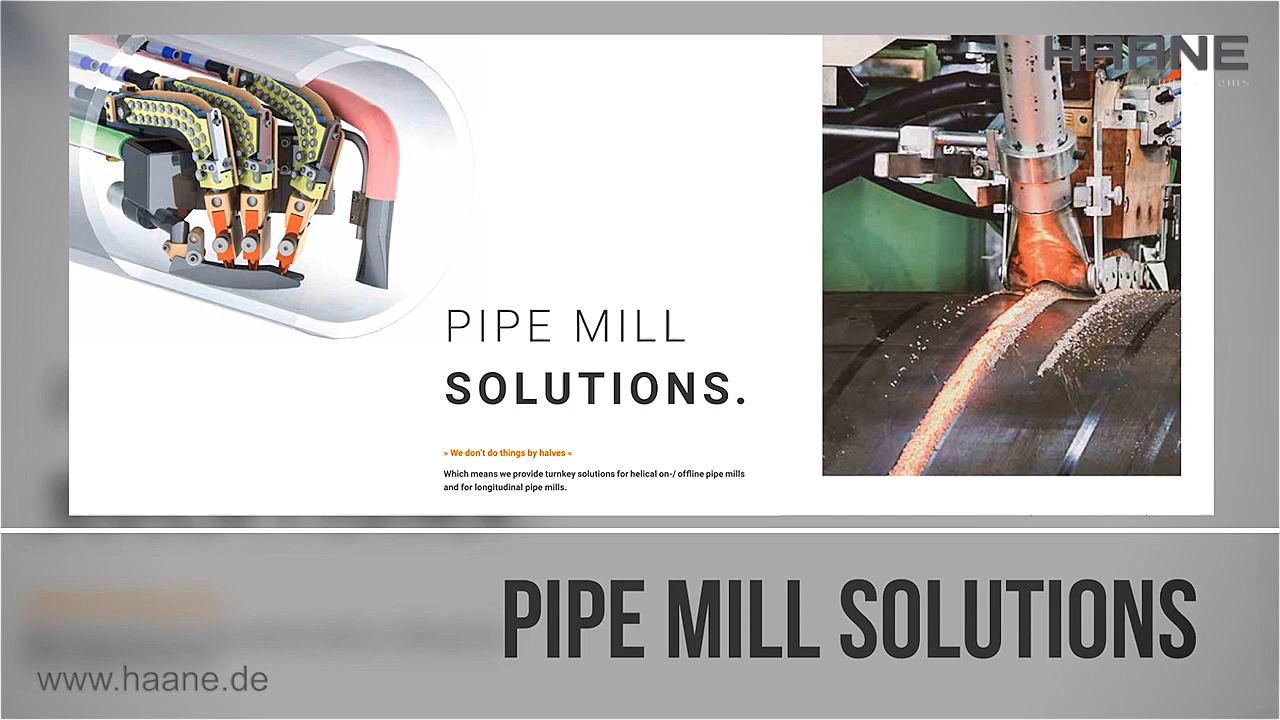 HAANE
PIPE MILL
SOLUTIONS.
» We don't do things by halves «
Which means we provide turnkey solutions for helical on-/ offline pipe mills
and for longitudinal pipe mills.
PIPE MILL SOLUTIONS
www.haane.de